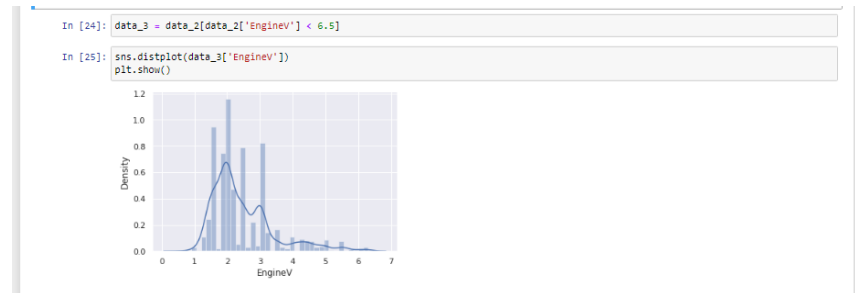 In [24]: data_3 = data_2[data_2['EngineV'] < 6.5]
In [25]: sns.distplot(data_3['EngineV'])
plt.show()
1.2
1.0
0.8
0.6
0.4
0.2
0.0
Density
0 1 2 3 4 5 6 7
EngineV